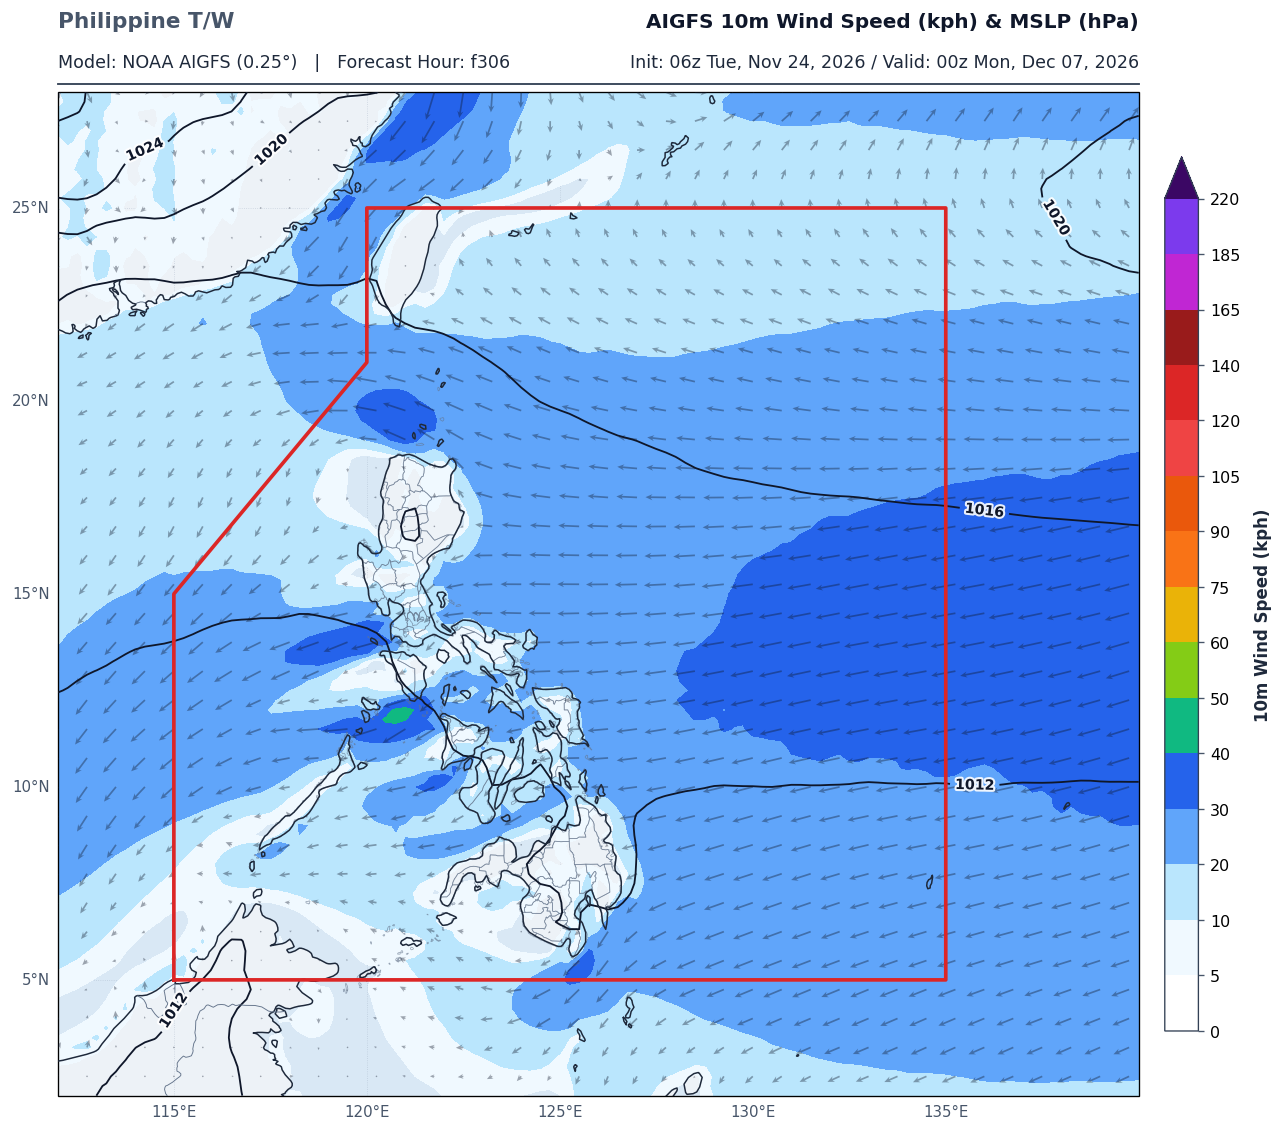 Philippine T/W
AIGFS 10m Wind Speed (kph) & MSLP (hPa)
Model: NOAA AIGFS (0.25°)   |   Forecast Hour: f306
Init: 06z Tue, Nov 24, 2026 / Valid: 00z Mon, Dec 07, 2026
1024
1020
1020
1016
1012
1012
25°N
20°N
15°N
10°N
5°N
115°E
120°E
125°E
130°E
135°E
220
185
165
140
120
105
90
75
60
50
40
30
20
10
5
0
10m Wind Speed (kph)